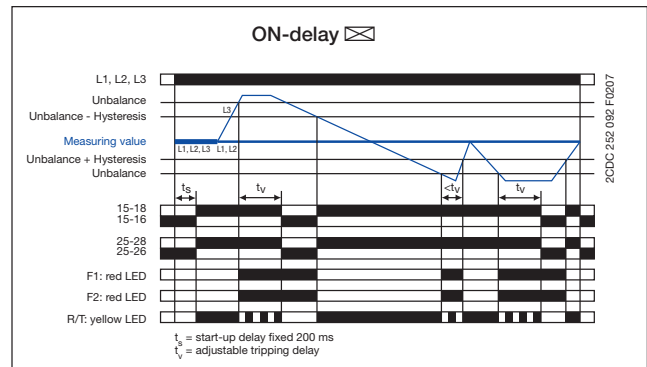 ON-delay
L1, L2, L3
Unbalance
L3
Unbalance - Hysteresis
Measuring value
L1, L2, L3
L1, L2
Unbalance + Hysteresis
Unbalance
ts
tv
<tv
tv
15-18
15-16
25-28
25-26
F1: red LED
F2: red LED
R/T: yellow LED
ts = start-up delay fixed 200 ms
tv = adjustable tripping delay
2CDC 252 092 F0207